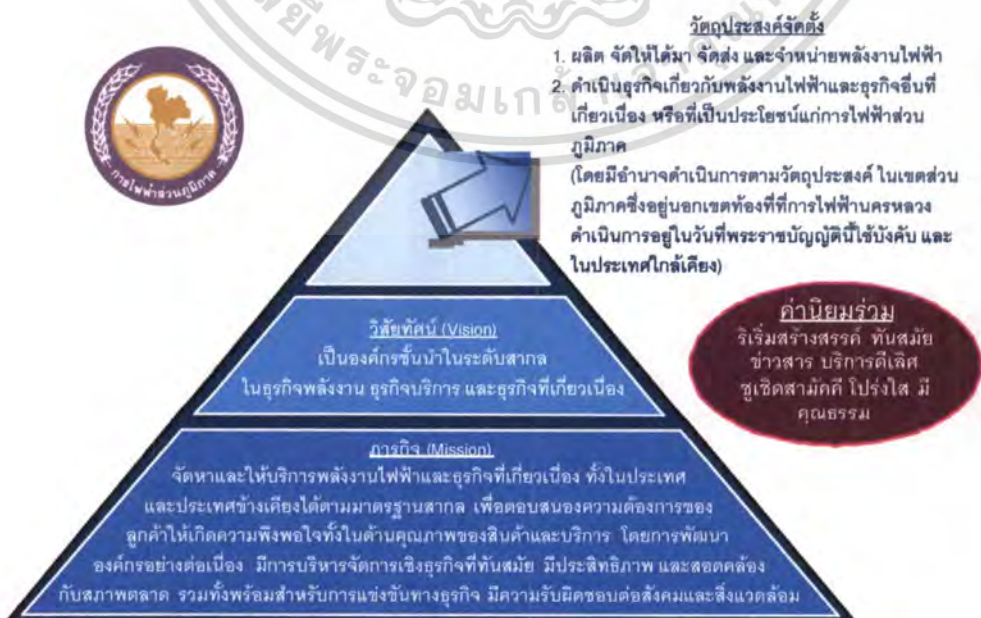 วัตถุประสงค์จัดตั้ง
1. ผลิต จัดให้ได้มา จัดส่ง และจำหน่ายพลังงานไฟฟ้า
2. ดำเนินธุรกิจเกี่ยวกับพลังงานไฟฟ้าและธุรกิจอื่นที่
เกี่ยวเนื่อง หรือที่เป็นประโยชน์แก่การไฟฟ้าส่วน
ภูมิภาค
(โดยมีอำนาจดำเนินการตามวัตถุประสงค์ ในเขตส่วน
ภูมิภาคซึ่งอยู่นอกเขตท้องที่ที่การไฟฟ้านครหลวง
ดำเนินการอยู่ในวันที่พระราชบัญญัตินี้ใช้บังคับ และ
ในประเทศใกล้เคียง)
การไฟฟ้าส่วนภูมิภาค
วิสัยทัศน์ (Vision)
เป็นองค์กรชั้นนำในระดับสากล
ในธุรกิจพลังงาน ธุรกิจบริการ และธุรกิจที่เกี่ยวเนื่อง
ค่านิยมร่วม
ริเริ่มสร้างสรรค์ ทันสมัย
ข่าวสาร บริการดีเลิศ
ชูเชิดสามัคคี โปร่งใส มี
คุณธรรม
ภารกิจ (Mission)
จัดหาและให้บริการพลังงานไฟฟ้าและธุรกิจที่เกี่ยวเนื่อง ทั้งในประเทศ
และประเทศข้างเคียงได้ตามมาตรฐานสากล เพื่อตอบสนองความต้องการของ
ลูกค้าให้เกิดความพึงพอใจทั้งในด้านคุณภาพของสินค้าและบริการ โดยการพัฒนา
องค์กรอย่างต่อเนื่อง มีการบริหารจัดการเชิงธุรกิจที่ทันสมัย มีประสิทธิภาพ และสอดคล้อง
กับสภาพตลาด รวมทั้งพร้อมสำหรับการแข่งขันทางธุรกิจ มีความรับผิดชอบต่อสังคมและสิ่งแวดล้อม